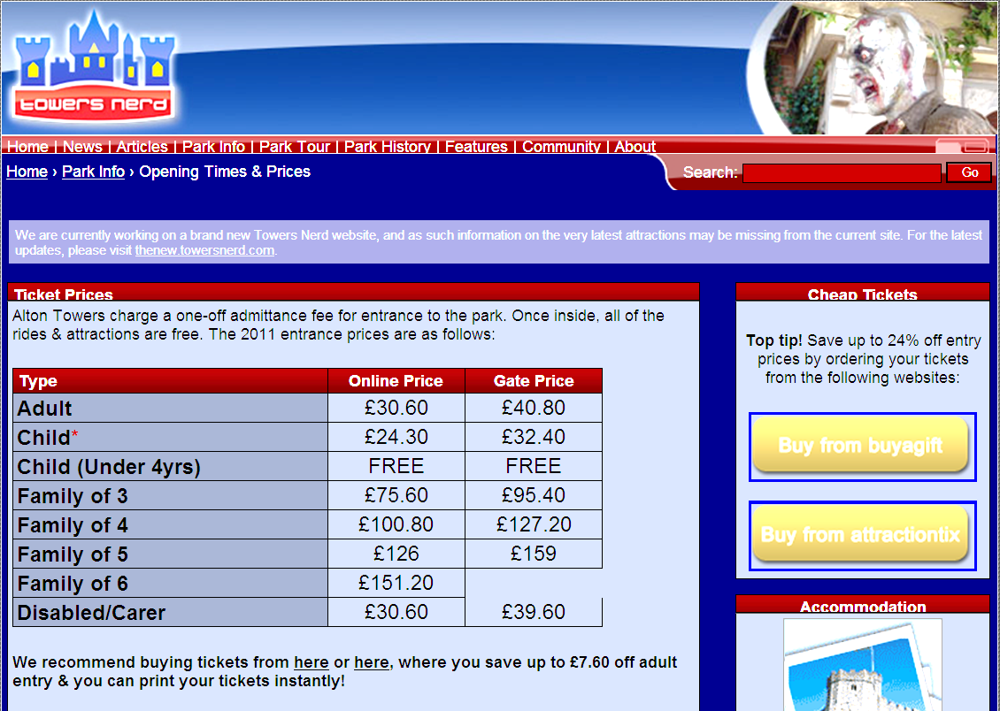 towers nerd
Home | News | Articles | Park Info | Park Tour | Park History | Features | Community | About
Home › Park Info › Opening Times & Prices
Search:
Go
We are currently working on a brand new Towers Nerd website, and as such information on the very latest attractions may be missing from the current site. For the latest
updates, please visit thenew.towersnerd.com.
Ticket Prices
Alton Towers charge a one-off admittance fee for entrance to the park. Once inside, all of the
rides & attractions are free. The 2011 entrance prices are as follows:
Type Online Price Gate Price
Adult £30.60 £40.80
Child* £24.30 £32.40
Child (Under 4yrs) FREE FREE
Family of 3 £75.60 £95.40
Family of 4 £100.80 £127.20
Family of 5 £126 £159
Family of 6 £151.20
Disabled/Carer £30.60 £39.60
We recommend buying tickets from here or here, where you save up to £7.60 off adult
entry & you can print your tickets instantly!
Cheap Tickets
Top tip! Save up to 24% off entry
prices by ordering your tickets
from the following websites:
Buy from buyagift
Buy from attractiontix
Accommodation